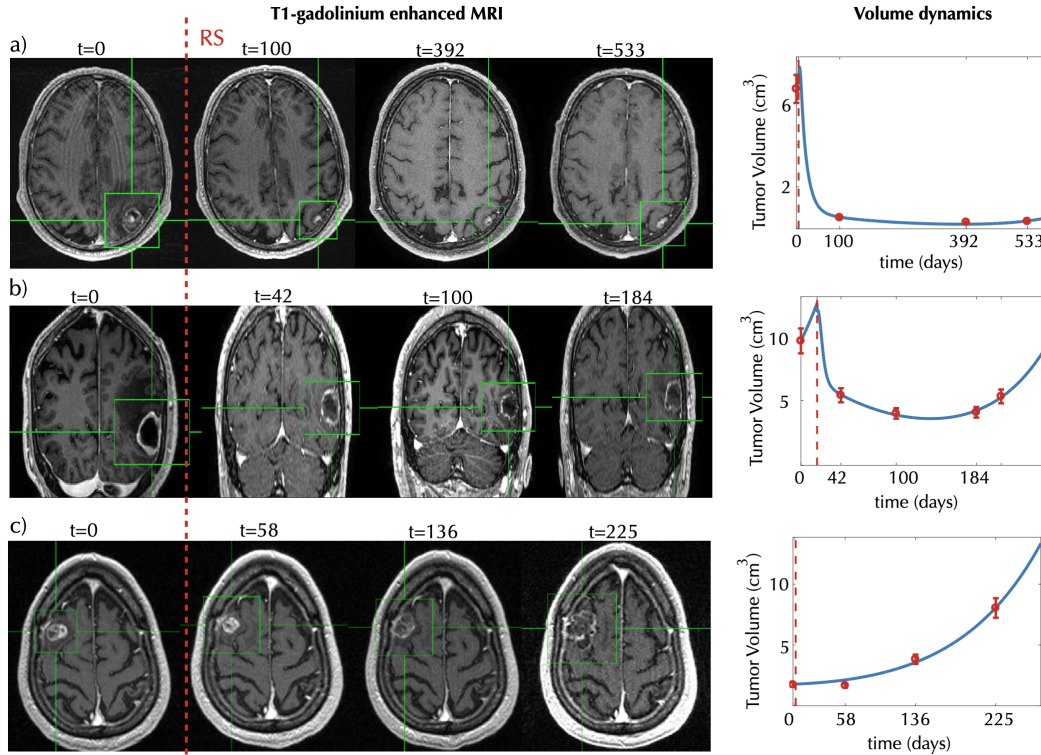 T1-gadolinium enhanced MRI
Volume dynamics
RS
a)
t=0
t=100
t=392
t=533
Tumor Volume (cm3)
6
2
0
100
392
533
time (days)
b)
t=0
t=42
t=100
t=184
Tumor Volume (cm3)
10
5
0
42
100
184
time (days)
c)
t=0
t=58
t=136
t=225
Tumor Volume (cm3)
10
5
0
58
136
225
time (days)